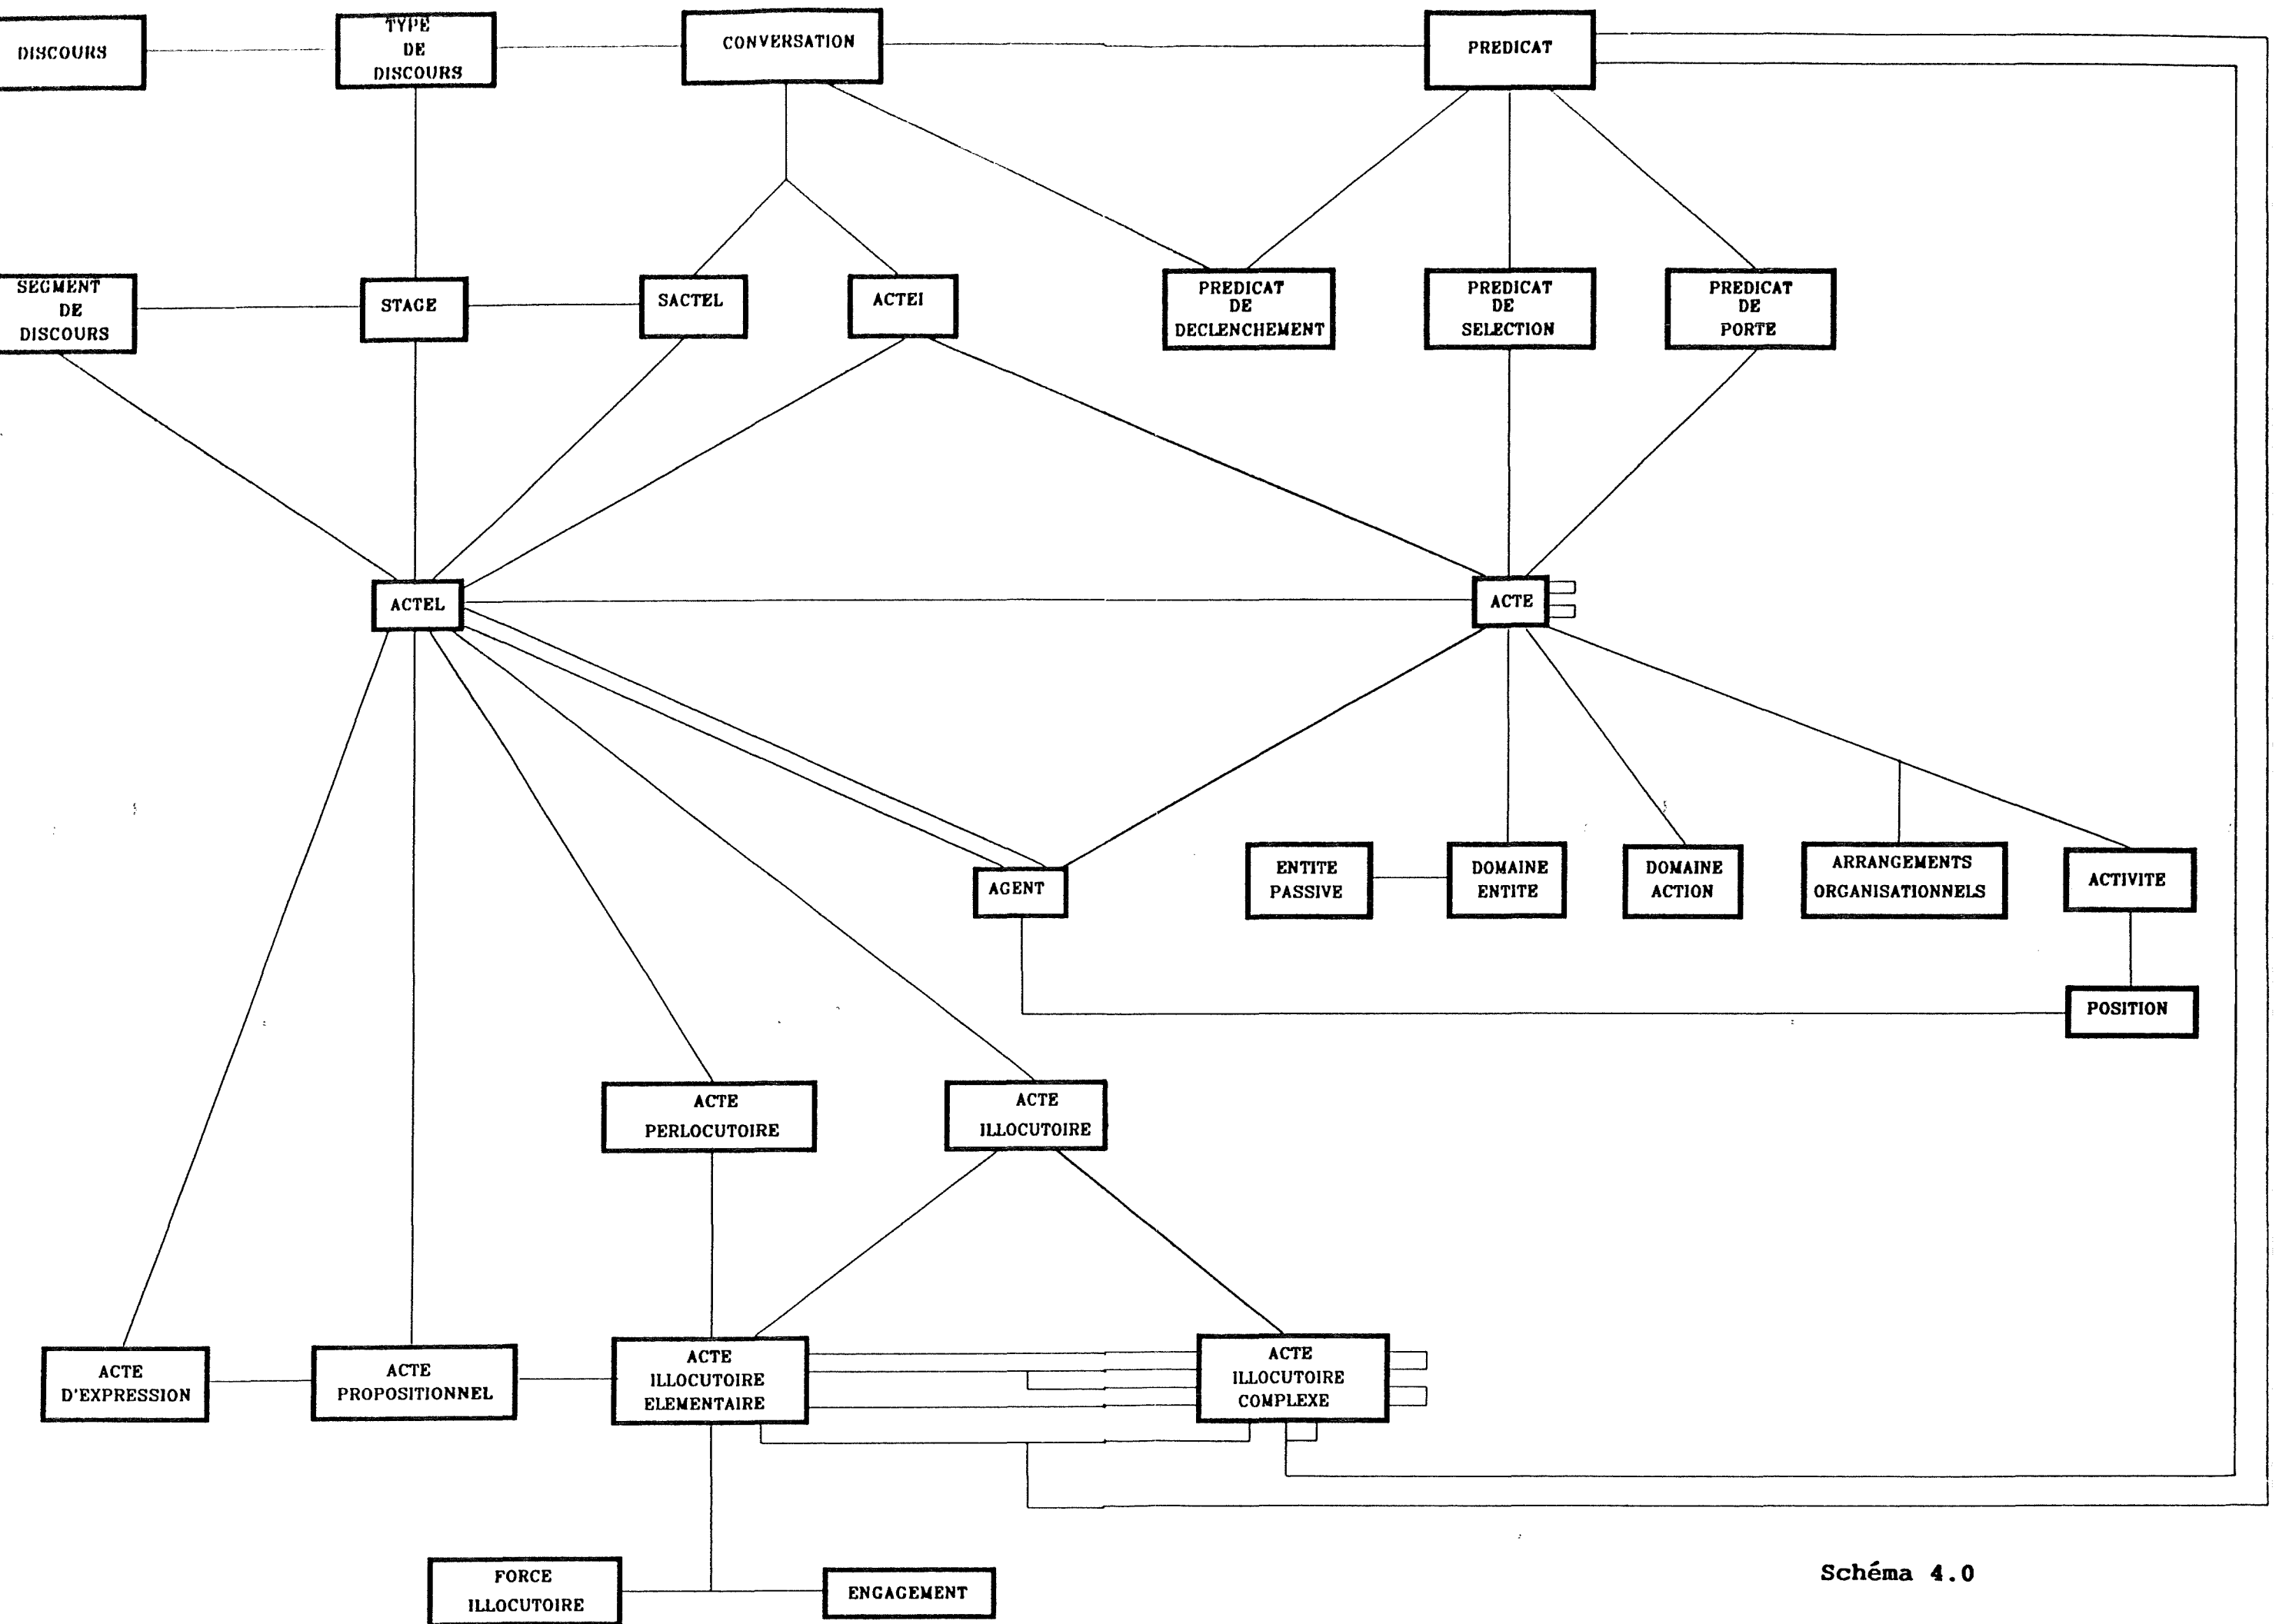 DISCOURS
TYPE
DE
DISCOURS
CONVERSATION
PREDICAT
SEGMENT
DE
DISCOURS
STAGE
SACTEL
ACTEI
PREDICAT
DE
DECLENCHEMENT
PREDICAT
DE
SELECTION
PREDICAT
DE
PORTE
ACTEL
ACTE
AGENT
ENTITE
PASSIVE
DOMAINE
ENTITE
DOMAINE
ACTION
ARRANGEMENTS
ORGANISATIONNELS
ACTIVITE
POSITION
ACTE
PERLOCUTOIRE
ACTE
ILLOCUTOIRE
ACTE
D'EXPRESSION
ACTE
PROPOSITIONNEL
ACTE
ILLOCUTOIRE
ELEMENTAIRE
ACTE
ILLOCUTOIRE
COMPLEXE
FORCE
ILLOCUTOIRE
ENGAGEMENT
Schéma 4.0